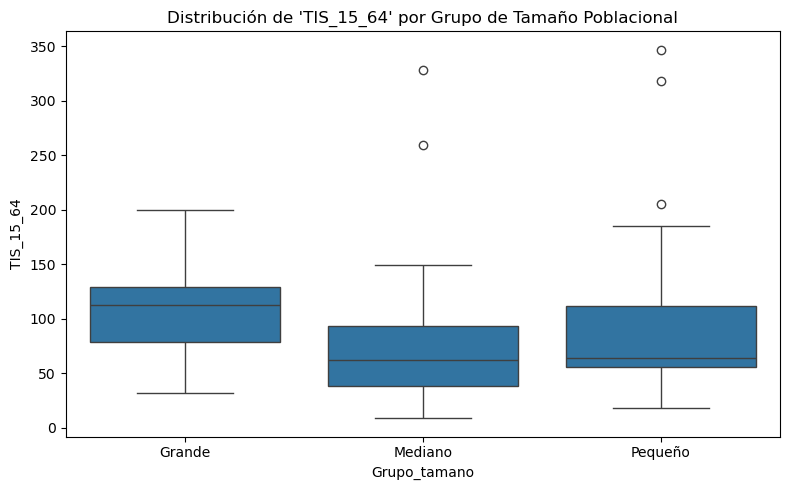 Distribución de 'TIS_15_64' por Grupo de Tamaño Poblacional
350
300
250
200
150
100
50
0
TIS_15_64
Grande Mediano Pequeño
Grupo_tamano